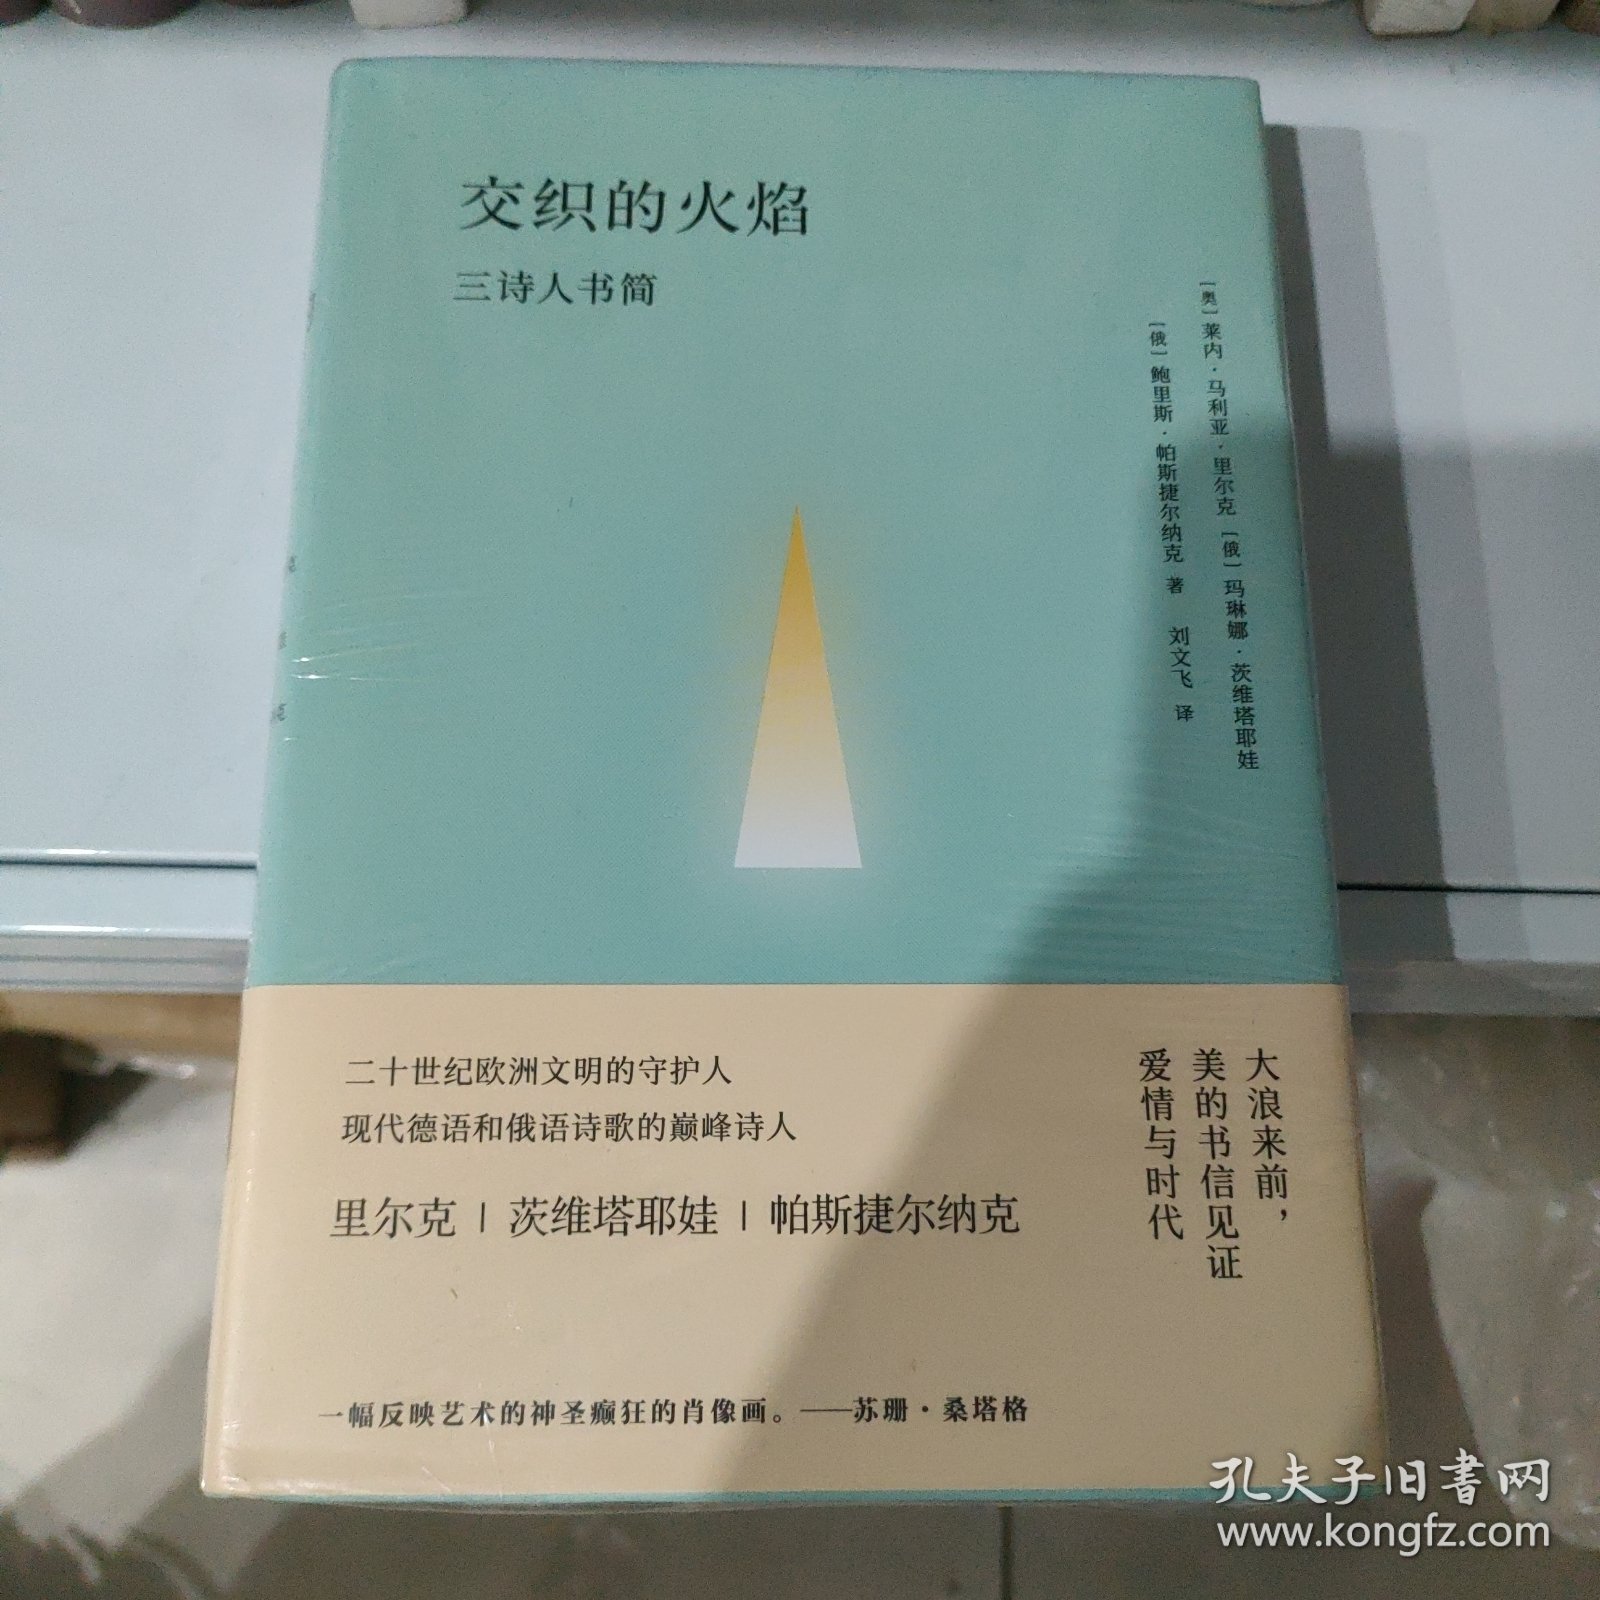 交织的火焰
三诗人书简
[奥] 莱内·马利亚·里尔克 [俄] 玛琳娜·茨维塔耶娃
[俄] 鲍里斯·帕斯捷尔纳克 著 刘文飞 译
二十世纪欧洲文明的守护人
现代德语和俄语诗歌的巅峰诗人
里尔克 | 茨维塔耶娃 | 帕斯捷尔纳克
大浪来前，
美的书信见证
爱情与时代
一幅反映艺术的神圣癫狂的肖像画。——苏珊·桑塔格
孔夫子旧書网
www.kongfz.com